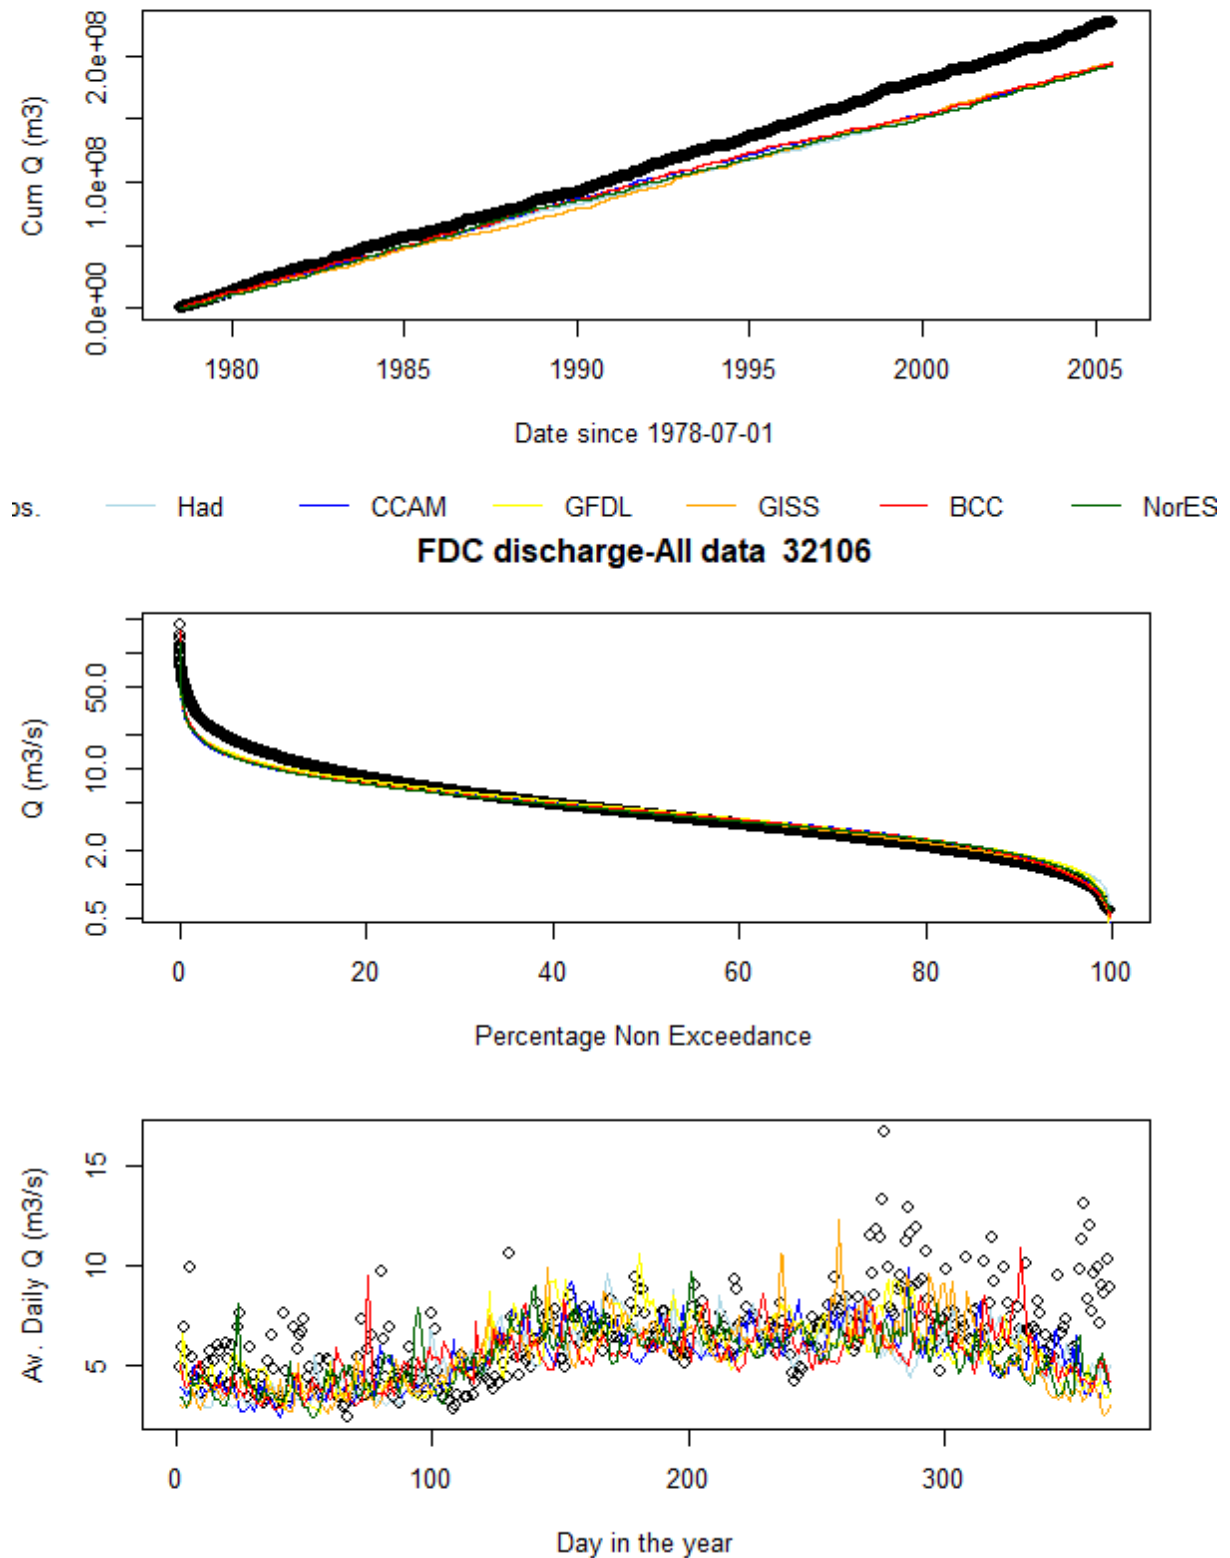 Cum Q (m3)
0.0e+00 1.0e+08 2.0e+08
1980 1985 1990 1995 2000 2005
Date since 1978-07-01
os. Had CCAM GFDL GISS BCC NorES
FDC discharge-All data 32106
Q (m3/s)
0.5 2.0 10.0 50.0
0 20 40 60 80 100
Percentage Non Exceedance
Av. Daily Q (m3/s)
5 10 15
0 100 200 300
Day in the year